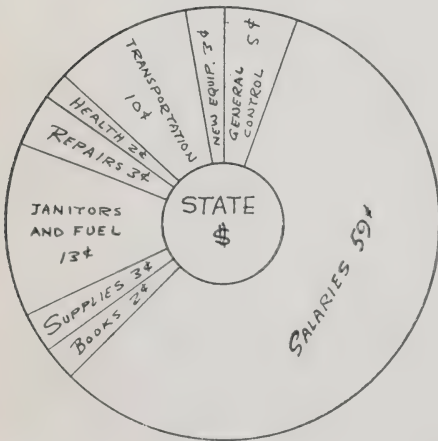 STATE
$
GENERAL
CONTROL 5¢
SALARIES 59¢
BOOKS 2¢
SUPPLIES 3¢
JANITORS
AND FUEL
13¢
REPAIRS 3¢
HEALTH 2¢
TRANSPORTATION
10¢
NEW EQUIP. 3¢